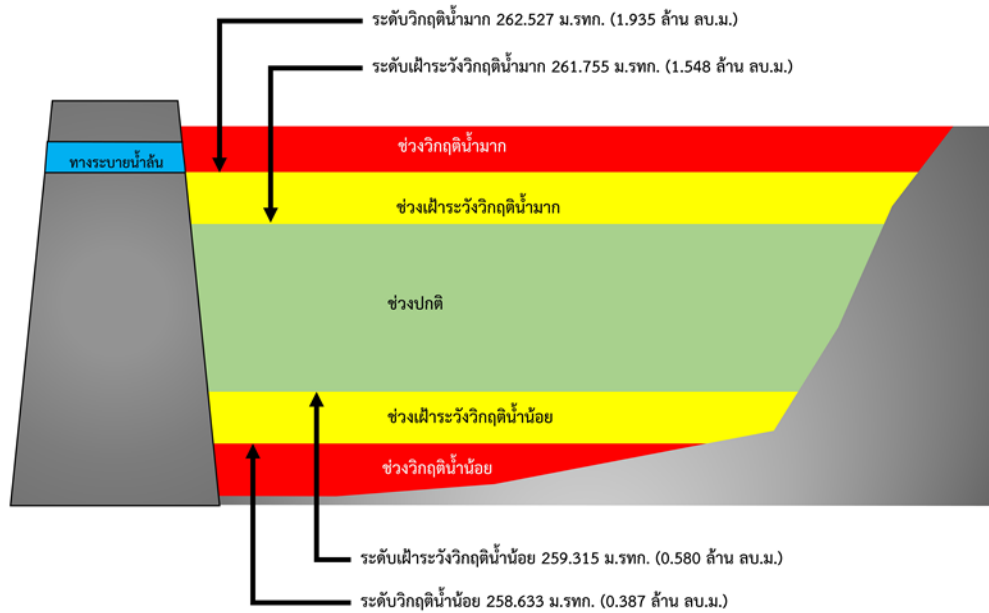 ระดับวิกฤติน้ำมาก 262.527 ม.รทก. (1.935 ล้าน ลบ.ม.)
ระดับเฝ้าระวังวิกฤติน้ำมาก 261.755 ม.รทก. (1.548 ล้าน ลบ.ม.)
ช่วงวิกฤติน้ำมาก
ทางระบายน้ำล้น
ช่วงเฝ้าระวังวิกฤติน้ำมาก
ช่วงปกติ
ช่วงเฝ้าระวังวิกฤติน้ำน้อย
ช่วงวิกฤติน้ำน้อย
ระดับเฝ้าระวังวิกฤติน้ำน้อย 259.315 ม.รทก. (0.580 ล้าน ลบ.ม.)
ระดับวิกฤติน้ำน้อย 258.633 ม.รทก. (0.387 ล้าน ลบ.ม.)